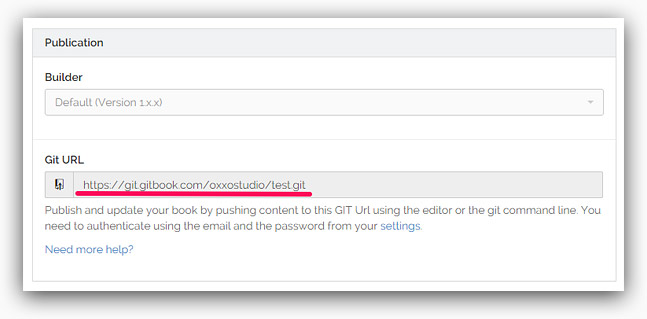 Publication
Builder
Default (Version 1.x.x)
Git URL
https://git.gitbook.com/oxxostudio/test.git
Publish and update your book by pushing content to this GIT Url using the editor or the git command line. You
need to authenticate using the email and the password from your settings.
Need more help?